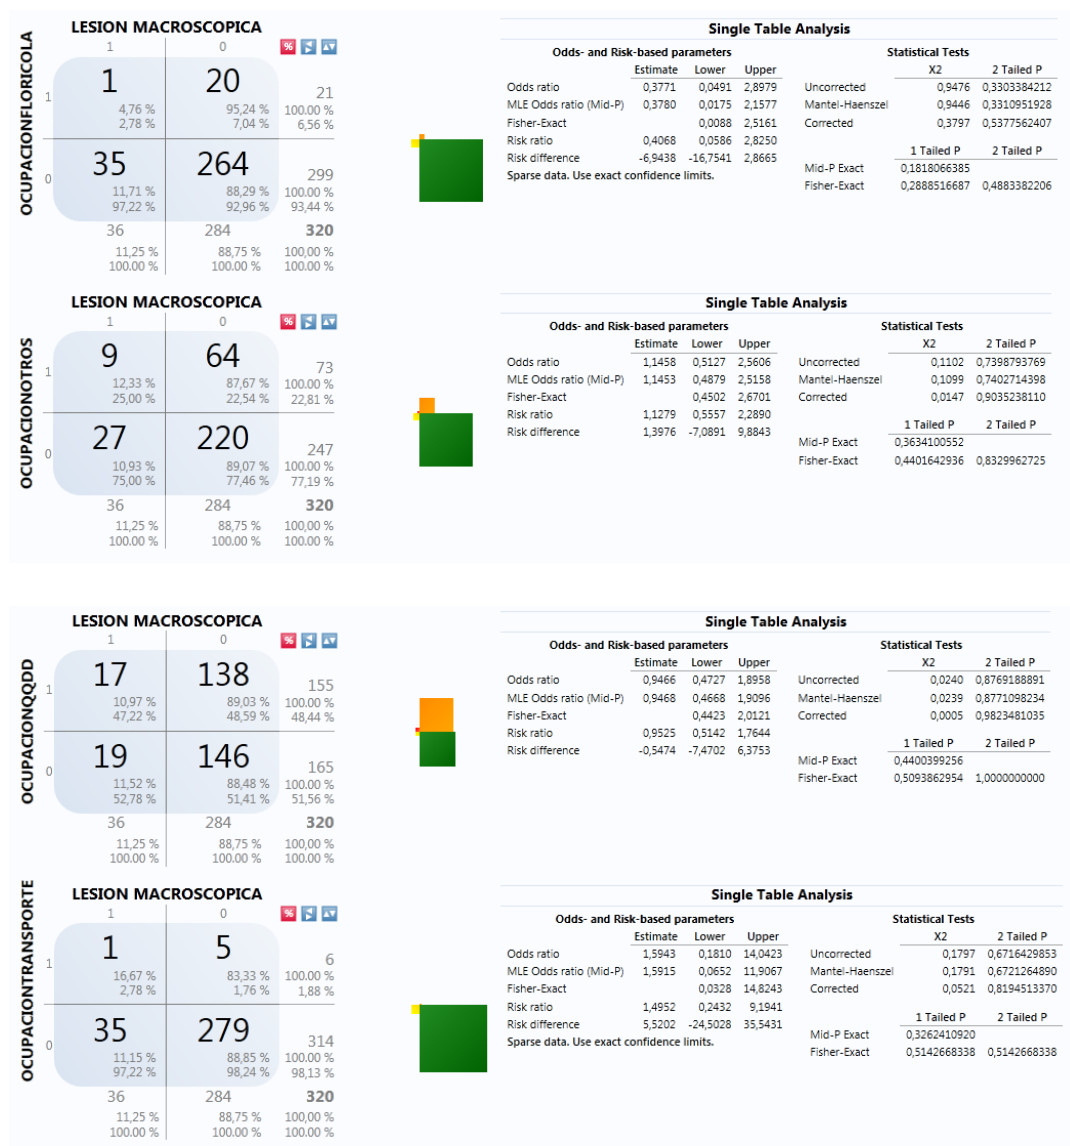 LESION MACROSCOPICA
1 0 %
OCUPACIONFLORICOLA
1 1 20 21
4,76 % 95,24 % 100.00 %
2,78 % 7,04 % 6,56 %
0 35 264 299
11,71 % 88,29 % 100.00 %
97,22 % 92,96 % 93,44 %
36 284 320
11,25 % 88,75 % 100,00 %
100.00 % 100.00 % 100.00 %
Single Table Analysis
Odds- and Risk-based parameters Statistical Tests
Estimate Lower Upper X2 2 Tailed P
Odds ratio 0,3771 0,0491 2,8979 Uncorrected 0,9476 0,3303384212
MLE Odds ratio (Mid-P) 0,3780 0,0175 2,1577 Mantel-Haenszel 0,9446 0,3310951928
Fisher-Exact 0,0088 2,5161 Corrected 0,3797 0,5377562407
Risk ratio 0,4068 0,0586 2,8250
1 Tailed P 2 Tailed P
Risk difference -6,9438 -16,7541 2,8665
Mid-P Exact 0,1818066385
Sparse data. Use exact confidence limits.
Fisher-Exact 0,2888516687 0,4883382206
LESION MACROSCOPICA
1 0 %
OCUPACIONOTROS
1 9 64 73
12,33 % 87,67 % 100.00 %
25,00 % 22,54 % 22,81 %
0 27 220 247
10,93 % 89,07 % 100.00 %
75,00 % 77,46 % 77,19 %
36 284 320
11,25 % 88,75 % 100,00 %
100.00 % 100.00 % 100.00 %
Single Table Analysis
Odds- and Risk-based parameters Statistical Tests
Estimate Lower Upper X2 2 Tailed P
Odds ratio 1,1458 0,5127 2,5606 Uncorrected 0,1102 0,7398793769
MLE Odds ratio (Mid-P) 1,1453 0,4879 2,5158 Mantel-Haenszel 0,1099 0,7402714398
Fisher-Exact 0,4502 2,6701 Corrected 0,0147 0,9035238110
Risk ratio 1,1279 0,5557 2,2890
1 Tailed P 2 Tailed P
Risk difference 1,3976 -7,0891 9,8843
Mid-P Exact 0,3634100552
Fisher-Exact 0,4401642936 0,8329962725
LESION MACROSCOPICA
1 0 %
OCUPACIONQQDD
1 17 138 155
10,97 % 89,03 % 100.00 %
47,22 % 48,59 % 48,44 %
0 19 146 165
11,52 % 88,48 % 100.00 %
52,78 % 51,41 % 51,56 %
36 284 320
11,25 % 88,75 % 100,00 %
100.00 % 100.00 % 100.00 %
Single Table Analysis
Odds- and Risk-based parameters Statistical Tests
Estimate Lower Upper X2 2 Tailed P
Odds ratio 0,9466 0,4727 1,8958 Uncorrected 0,0240 0,8769188891
MLE Odds ratio (Mid-P) 0,9468 0,4668 1,9096 Mantel-Haenszel 0,0239 0,8771098234
Fisher-Exact 0,4423 2,0121 Corrected 0,0005 0,9823481035
Risk ratio 0,9525 0,5142 1,7644
1 Tailed P 2 Tailed P
Risk difference -0,5474 -7,4702 6,3753
Mid-P Exact 0,4400399256
Fisher-Exact 0,5093862954 1,0000000000
LESION MACROSCOPICA
1 0 %
OCUPACIONTRANSPORTE
1 1 5 6
16,67 % 83,33 % 100.00 %
2,78 % 1,76 % 1,88 %
0 35 279 314
11,15 % 88,85 % 100.00 %
97,22 % 98,24 % 98,13 %
36 284 320
11,25 % 88,75 % 100,00 %
100.00 % 100.00 % 100.00 %
Single Table Analysis
Odds- and Risk-based parameters Statistical Tests
Estimate Lower Upper X2 2 Tailed P
Odds ratio 1,5943 0,1810 14,0423 Uncorrected 0,1797 0,6716429853
MLE Odds ratio (Mid-P) 1,5915 0,0652 11,9067 Mantel-Haenszel 0,1791 0,6721264890
Fisher-Exact 0,0328 14,8243 Corrected 0,0521 0,8194513370
Risk ratio 1,4952 0,2432 9,1941
1 Tailed P 2 Tailed P
Risk difference 5,5202 -24,5028 35,5431
Mid-P Exact 0,3262410920
Sparse data. Use exact confidence limits.
Fisher-Exact 0,5142668338 0,5142668338